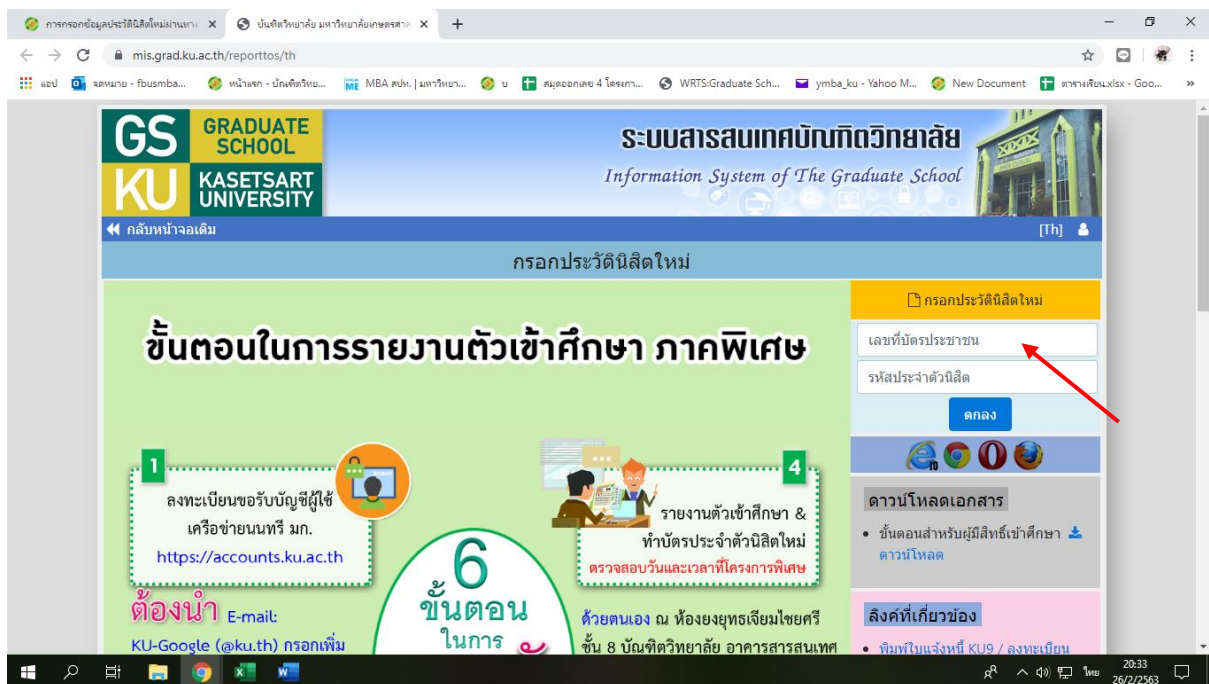 การกรอกข้อมูลประวัตินิสิตใหม่ผ่านทาง
บัณฑิตวิทยาลัย มหาวิทยาลัยเกษตรศาส
mis.grad.ku.ac.th/reporttos/th
แอป
จดหมาย - fbusmba...
หน้าแรก - บัณฑิตวิทย...
MBA ศปม. | มหาวิทยา...
บ
สมุดออกเลข 4 โครงกา...
WRTS:Graduate Sch...
ymba_ku - Yahoo M...
New Document
ตารางเรียน.xlsx - Goo...
GS GRADUATE SCHOOL
KU KASETSART UNIVERSITY
ระบบสารสนเทศบัณฑิตวิทยาลัย
Information System of The Graduate School
กลับหน้าจอเดิม
[Th]
กรอกประวัตินิสิตใหม่
กรอกประวัตินิสิตใหม่
เลขที่บัตรประชาชน
รหัสประจำตัวนิสิต
ตกลง
ขั้นตอนในการรายงานตัวเข้าศึกษา ภาคพิเศษ
1
ลงทะเบียนขอรับบัญชีผู้ใช้
เครือข่ายนนทรี มก.
https://accounts.ku.ac.th
ต้องนำ E-mail:
KU-Google (@ku.th) กรอกเพิ่ม
6
ขั้นตอน
ในการ
4
รายงานตัวเข้าศึกษา &
ทำบัตรประจำตัวนิสิตใหม่
ตรวจสอบวันและเวลาที่โครงการพิเศษ
ด้วยตนเอง ณ ห้องยงยุทธเจียมไชยศรี
ชั้น 8 บัณฑิตวิทยาลัย อาคารสารสนเทศ
ดาวน์โหลดเอกสาร
ขั้นตอนสำหรับผู้มีสิทธิ์เข้าศึกษา
ดาวน์โหลด
ลิงค์ที่เกี่ยวข้อง
พิมพ์ใบแจ้งหนี้ KU9 / ลงทะเบียน
ไทย
20:33
26/2/2563